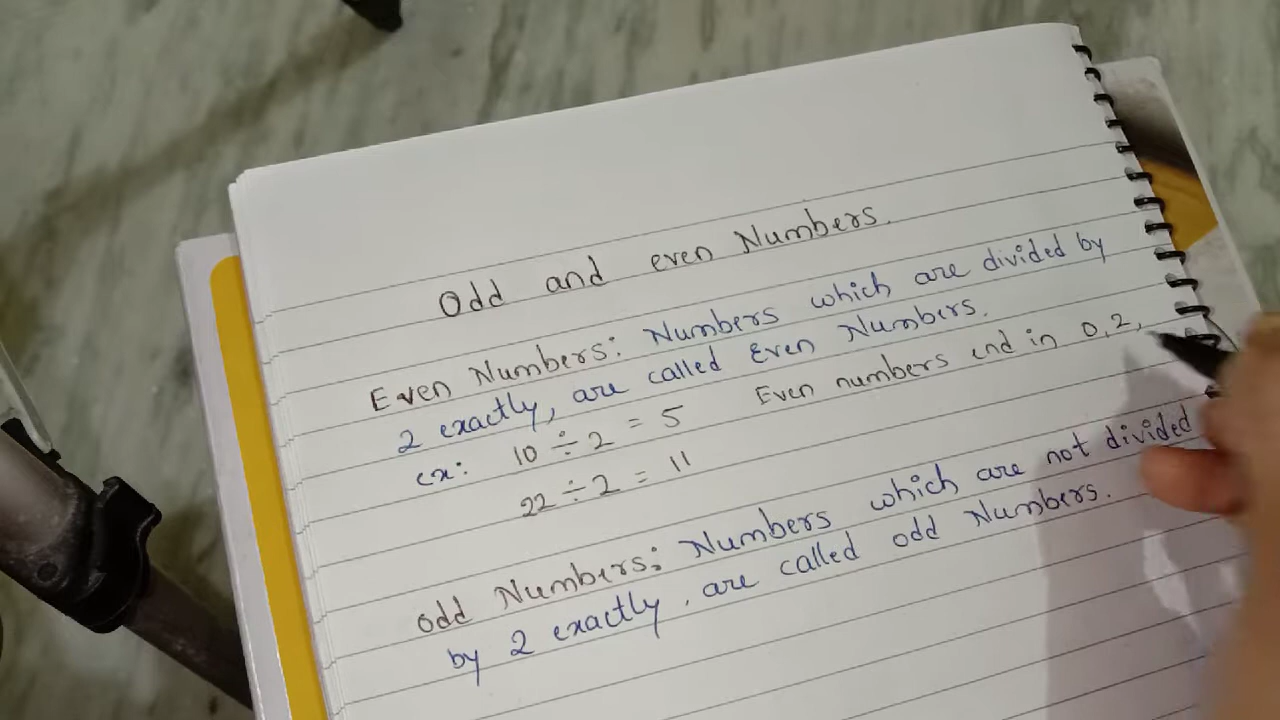 Odd and even Numbers.
Even Numbers: Numbers which are divided by
2 exactly, are called Even Numbers.
ex: 10 ÷ 2 = 5 Even numbers end in 0, 2,
22 ÷ 2 = 11
odd Numbers: Numbers which are not divided
by 2 exactly, are called odd Numbers.